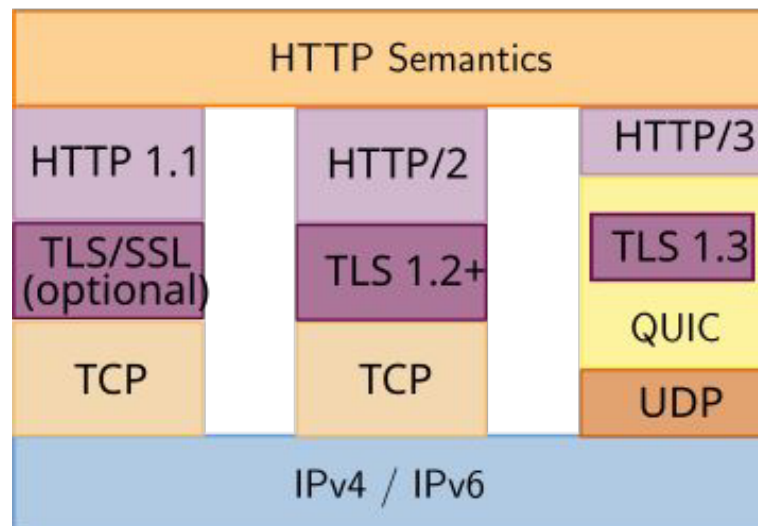 HTTP Semantics
HTTP 1.1
TLS/SSL
(optional)
TCP
HTTP/2
TLS 1.2+
TCP
HTTP/3
TLS 1.3
QUIC
UDP
IPv4 / IPv6